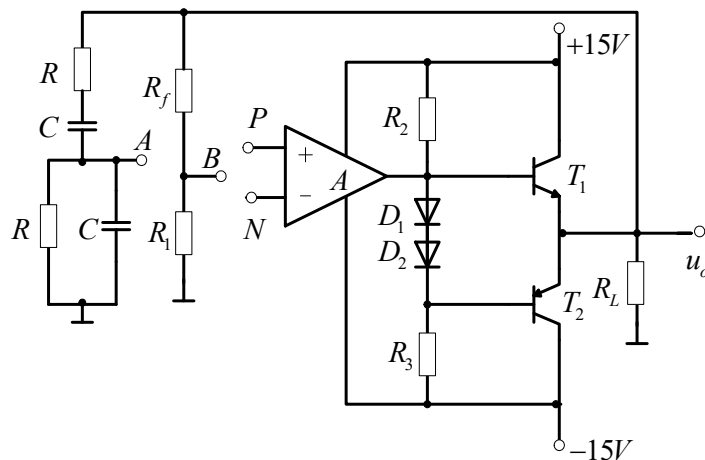 +15V
R
R_f
R_2
P
C
A
B
+
A
T_1
N
−
D_1
R
C
R_1
D_2
u_o
T_2
R_L
R_3
−15V